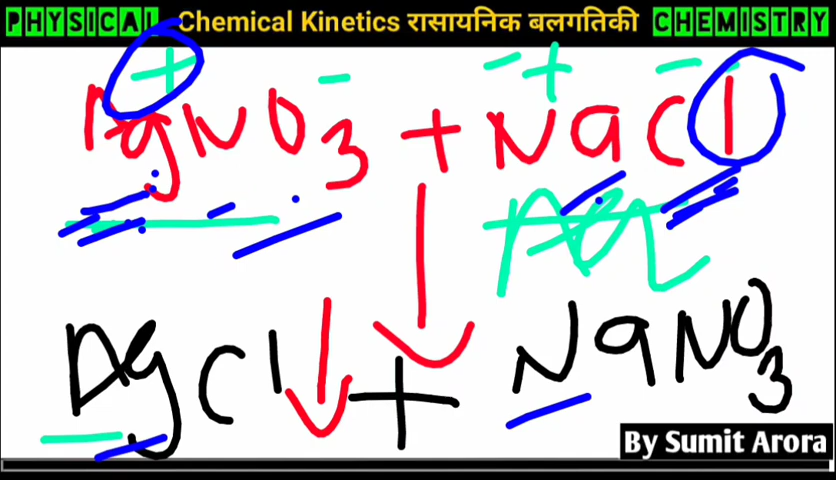 PHYSICAL Chemical Kinetics रासायनिक बलगतिकी CHEMISTRY
+ - - + - -
AgNO3 + NaCl
AgCl ↓ + NaNO3
By Sumit Arora